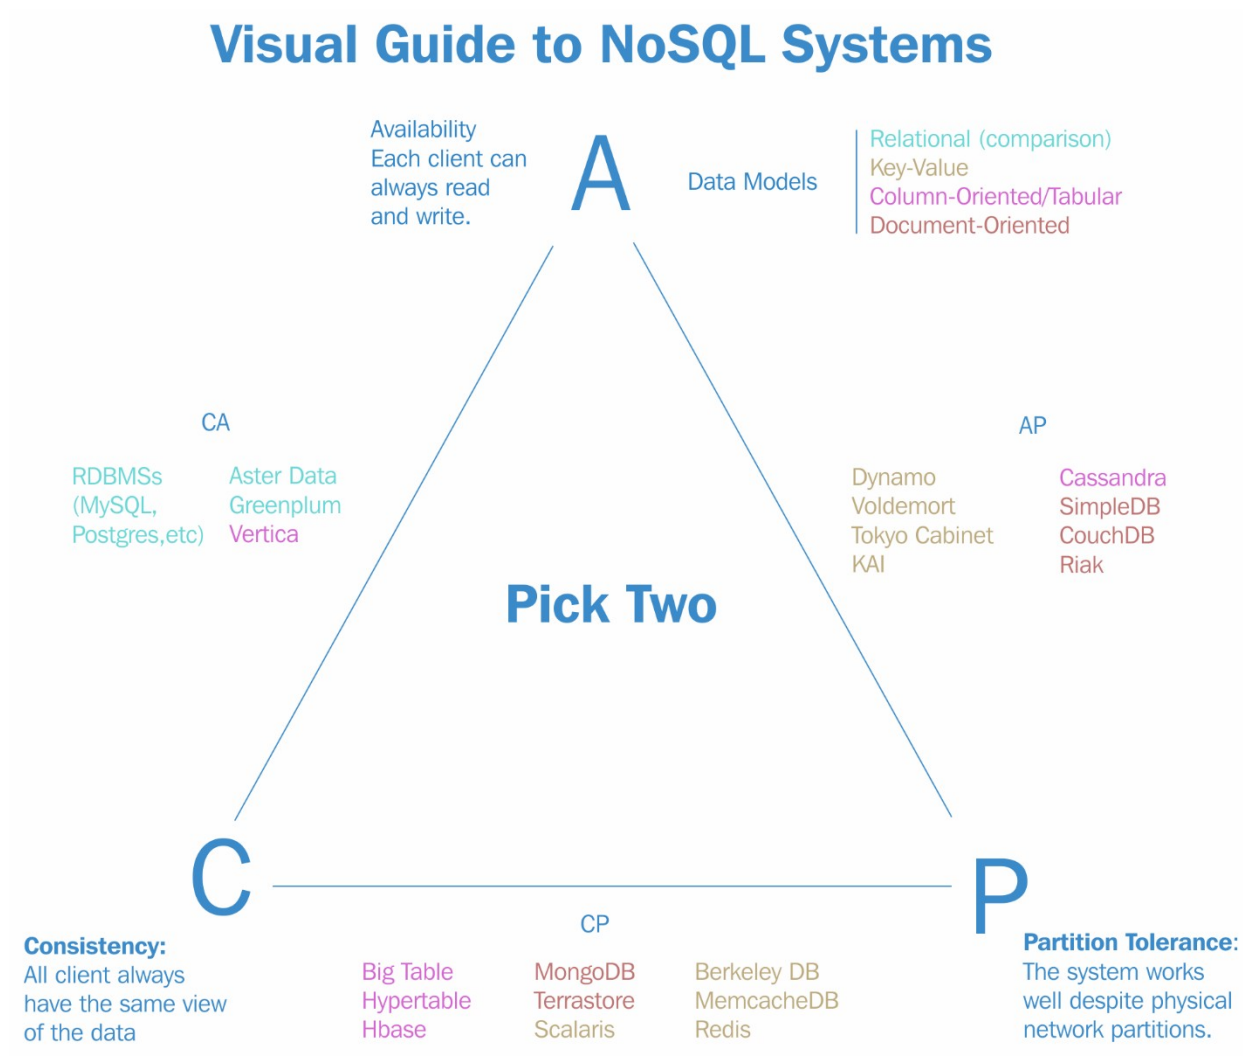 Visual Guide to NoSQL Systems
Availability
Each client can
always read
and write.
A
Data Models
Relational (comparison)
Key-Value
Column-Oriented/Tabular
Document-Oriented
CA
RDBMSs
(MySQL,
Postgres,etc)
Aster Data
Greenplum
Vertica
AP
Dynamo
Voldemort
Tokyo Cabinet
KAI
Cassandra
SimpleDB
CouchDB
Riak
Pick Two
C
P
Consistency:
All client always
have the same view
of the data
CP
Big Table
Hypertable
Hbase
MongoDB
Terrastore
Scalaris
Berkeley DB
MemcacheDB
Redis
Partition Tolerance:
The system works
well despite physical
network partitions.